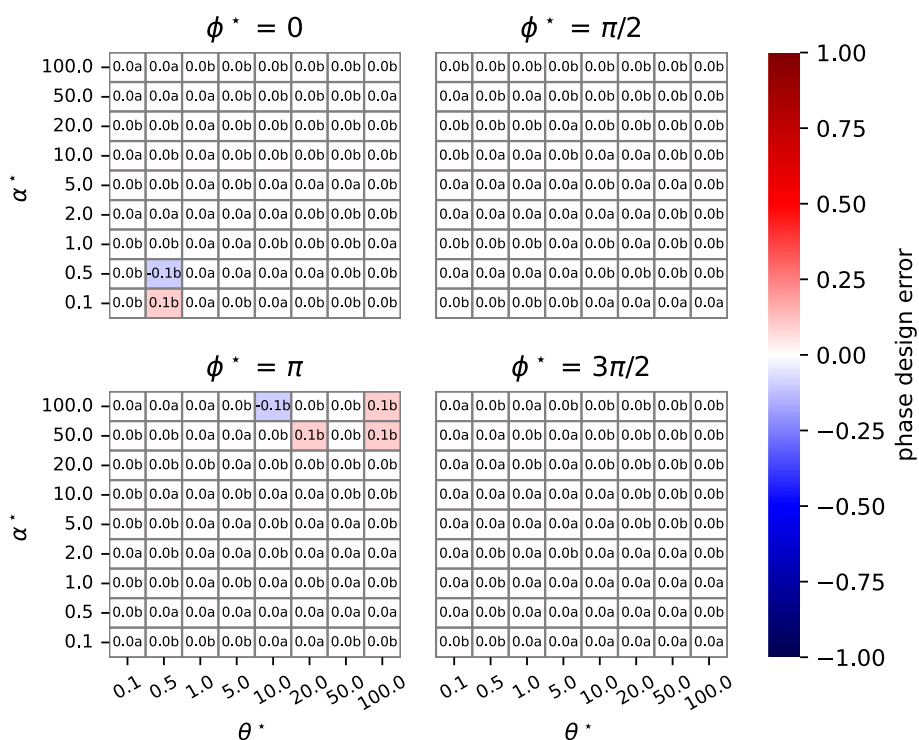 ϕ* = 0 ϕ* = π/2
100.0 0.0a 0.0a 0.0b 0.0b 0.0b 0.0b 0.0b 0.0b 0.0b 0.0b 0.0a 0.0b 0.0b 0.0b 0.0b 0.0b
50.0 0.0a 0.0a 0.0a 0.0b 0.0b 0.0a 0.0b 0.0a 0.0a 0.0b 0.0a 0.0b 0.0b 0.0a 0.0a 0.0b
20.0 0.0b 0.0b 0.0a 0.0b 0.0b 0.0b 0.0b 0.0b 0.0b 0.0b 0.0b 0.0b 0.0b 0.0b 0.0b 0.0b
10.0 0.0a 0.0b 0.0b 0.0a 0.0b 0.0a 0.0a 0.0b 0.0b 0.0b 0.0b 0.0b 0.0a 0.0b 0.0a 0.0b
5.0 0.0b 0.0a 0.0b 0.0b 0.0a 0.0a 0.0a 0.0b 0.0b 0.0a 0.0a 0.0b 0.0b 0.0b 0.0a 0.0b
2.0 0.0a 0.0a 0.0b 0.0a 0.0a 0.0b 0.0a 0.0a 0.0a 0.0b 0.0a 0.0b 0.0b 0.0a 0.0a 0.0a
1.0 0.0b 0.0b 0.0a 0.0b 0.0b 0.0a 0.0b 0.0a 0.0b 0.0b 0.0b 0.0b 0.0b 0.0b 0.0b 0.0b
0.5 0.0b -0.1b 0.0a 0.0a 0.0b 0.0a 0.0b 0.0a 0.0b 0.0b 0.0a 0.0a 0.0b 0.0a 0.0b 0.0b
0.1 0.0b 0.1b 0.0a 0.0b 0.0b 0.0a 0.0b 0.0a 0.0b 0.0b 0.0b 0.0a 0.0b 0.0b 0.0a 0.0a
α*
ϕ* = π ϕ* = 3π/2
100.0 0.0a 0.0a 0.0a 0.0b -0.1b 0.0b 0.0b 0.1b 0.0a 0.0a 0.0b 0.0a 0.0a 0.0b 0.0a 0.0b
50.0 0.0b 0.0b 0.0a 0.0a 0.0b 0.1b 0.0b 0.1b 0.0a 0.0a 0.0b 0.0b 0.0b 0.0b 0.0b 0.0b
20.0 0.0b 0.0b 0.0b 0.0b 0.0b 0.0b 0.0b 0.0b 0.0a 0.0b 0.0b 0.0a 0.0b 0.0b 0.0b 0.0b
10.0 0.0a 0.0b 0.0b 0.0a 0.0b 0.0a 0.0b 0.0a 0.0b 0.0a 0.0b 0.0b 0.0b 0.0a 0.0b 0.0b
5.0 0.0b 0.0a 0.0b 0.0b 0.0a 0.0b 0.0b 0.0a 0.0a 0.0b 0.0a 0.0b 0.0b 0.0b 0.0b 0.0b
2.0 0.0a 0.0b 0.0b 0.0b 0.0a 0.0a 0.0b 0.0a 0.0b 0.0a 0.0b 0.0a 0.0b 0.0b 0.0b 0.0b
1.0 0.0b 0.0b 0.0a 0.0b 0.0b 0.0b 0.0a 0.0b 0.0a 0.0b 0.0a 0.0b 0.0b 0.0a 0.0a 0.0a
0.5 0.0a 0.0b 0.0a 0.0b 0.0b 0.0a 0.0b 0.0a 0.0a 0.0a 0.0b 0.0a 0.0a 0.0a 0.0b 0.0a
0.1 0.0a 0.0b 0.0a 0.0a 0.0b 0.0a 0.0b 0.0b 0.0b 0.0b 0.0a 0.0b 0.0a 0.0b 0.0a 0.0a
α*
0.1 0.5 1.0 5.0 10.0 20.0 50.0 100.0 0.1 0.5 1.0 5.0 10.0 20.0 50.0 100.0
θ* θ*
1.00
0.75
0.50
0.25
0.00
−0.25
−0.50
−0.75
−1.00
phase design error